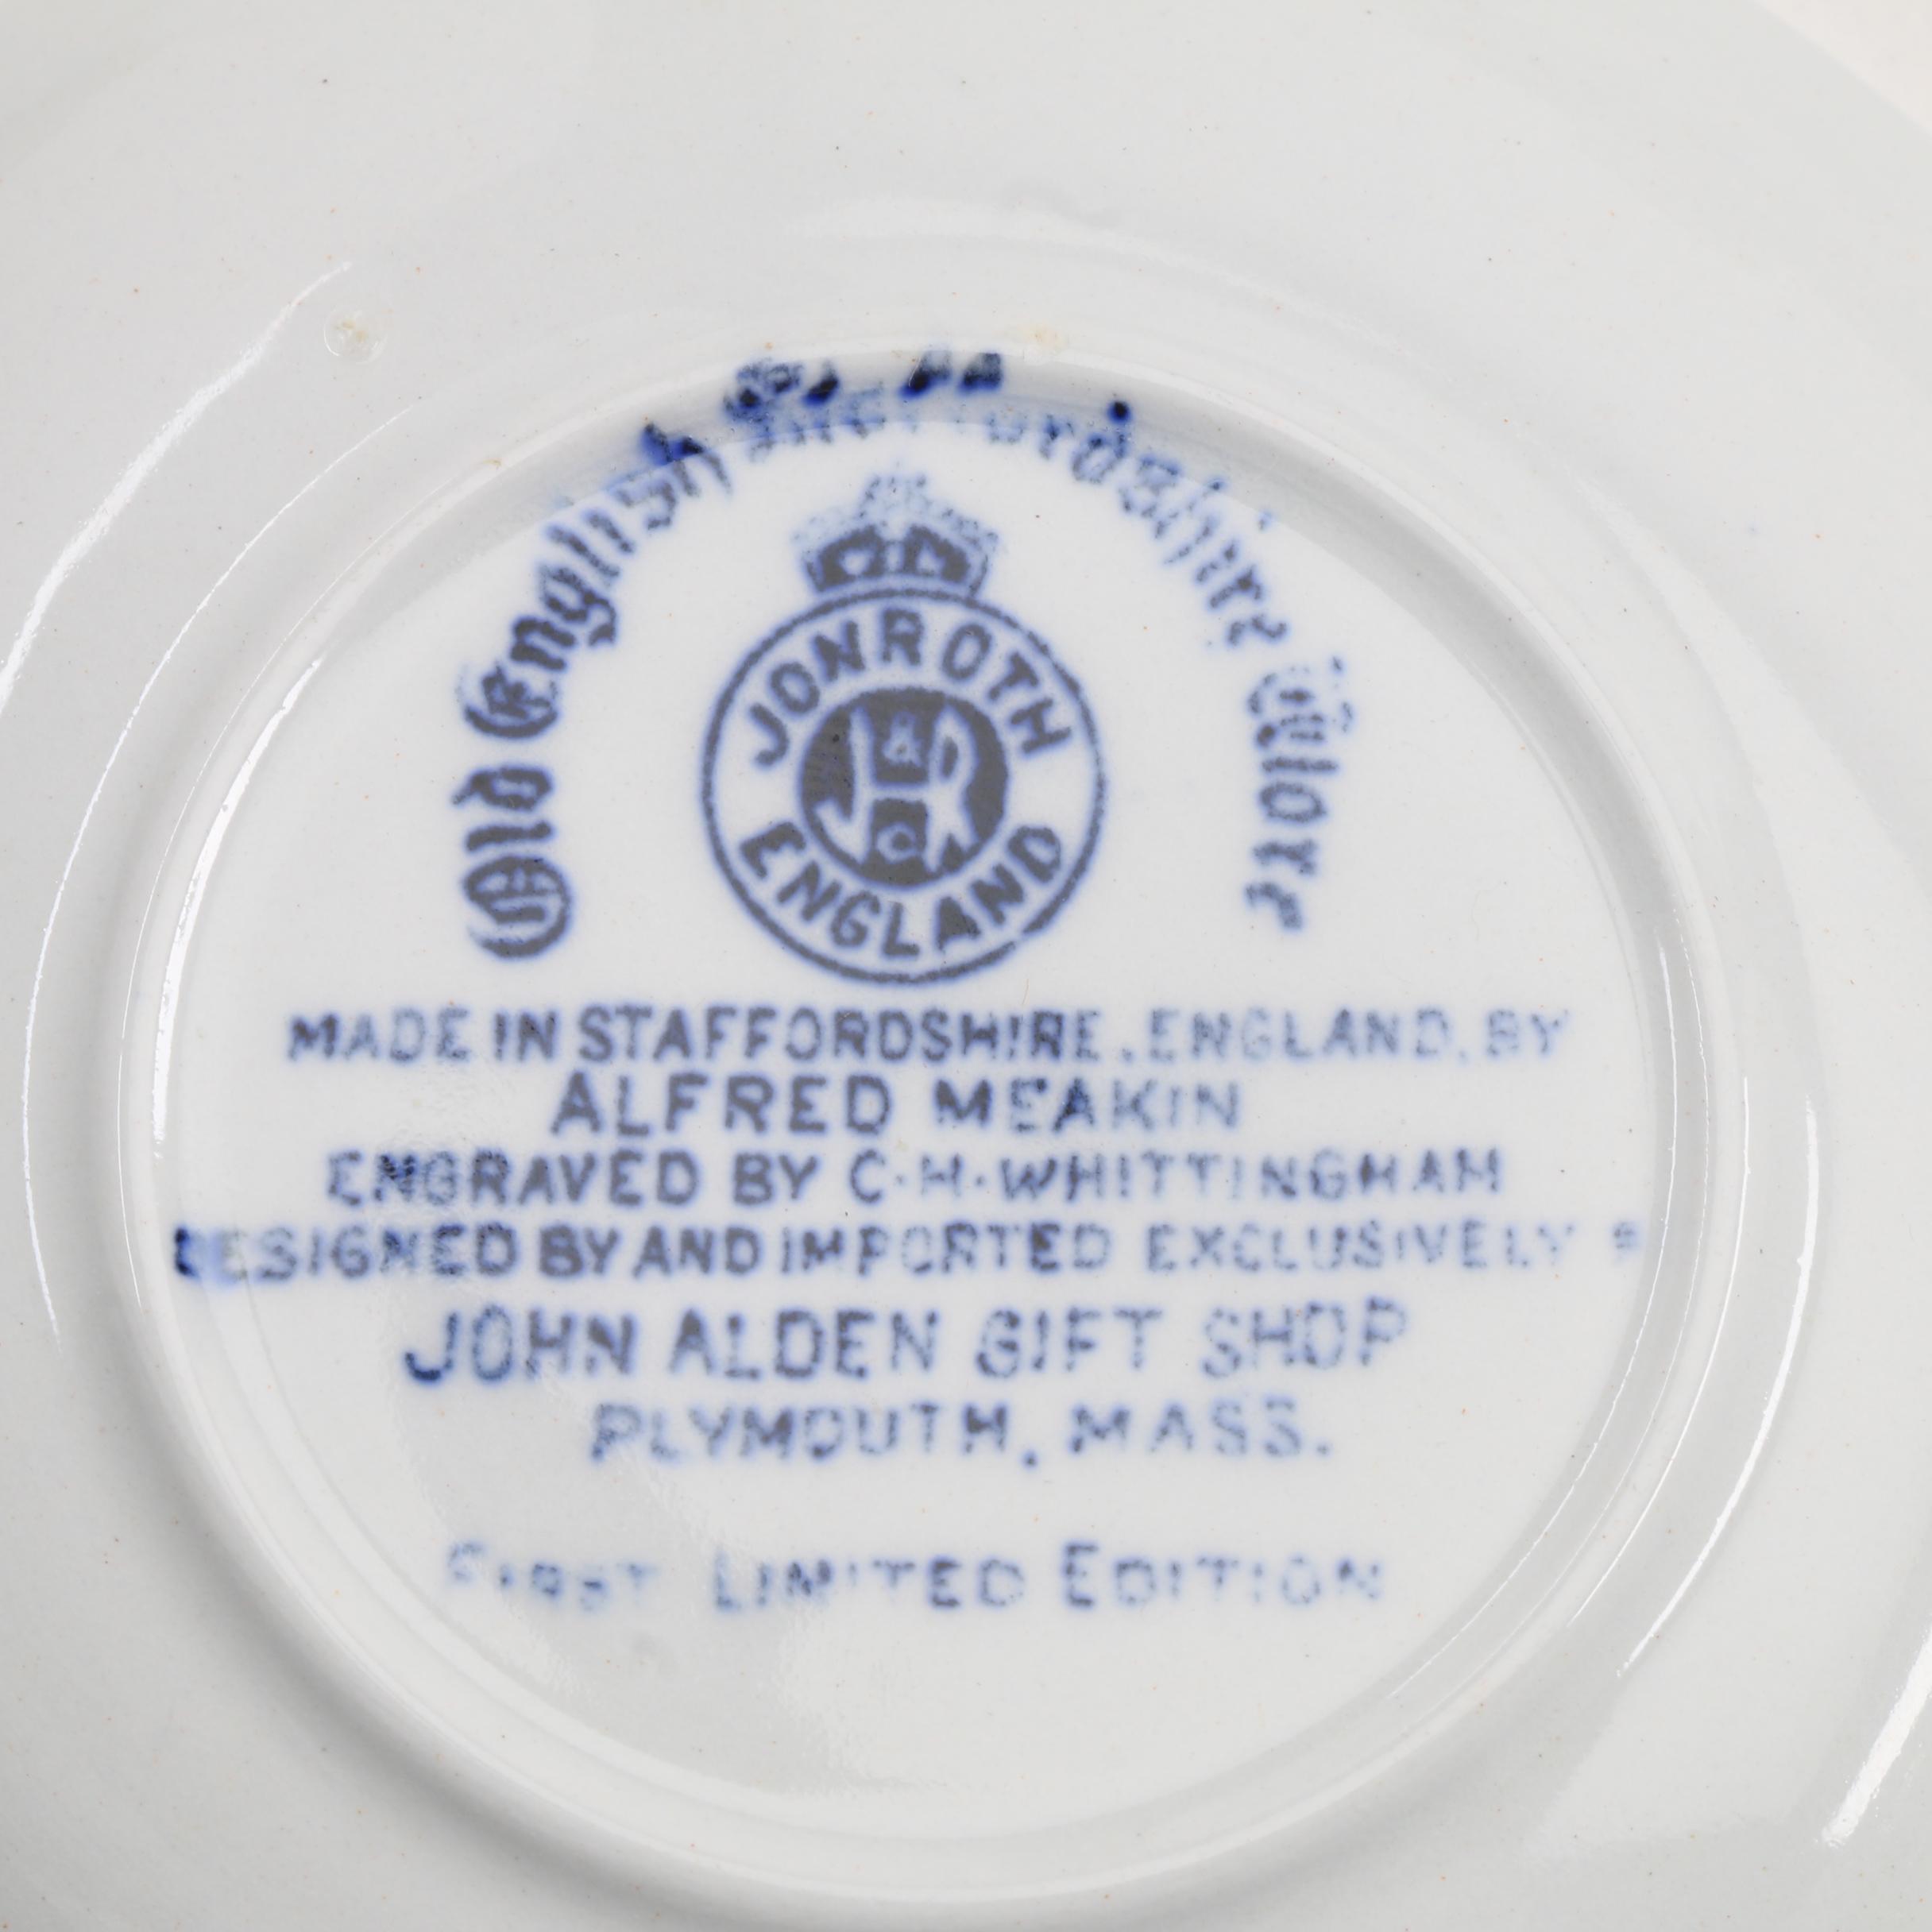 Old English Staffordshire Ware
JONROTH
J&R Co
ENGLAND
MADE IN STAFFORDSHIRE. ENGLAND. BY
ALFRED MEAKIN
ENGRAVED BY C·H·WHITTINGHAM
DESIGNED BY AND IMPORTED EXCLUSIVELY
JOHN ALDEN GIFT SHOP
PLYMOUTH, MASS.
FIRST LIMITED EDITION